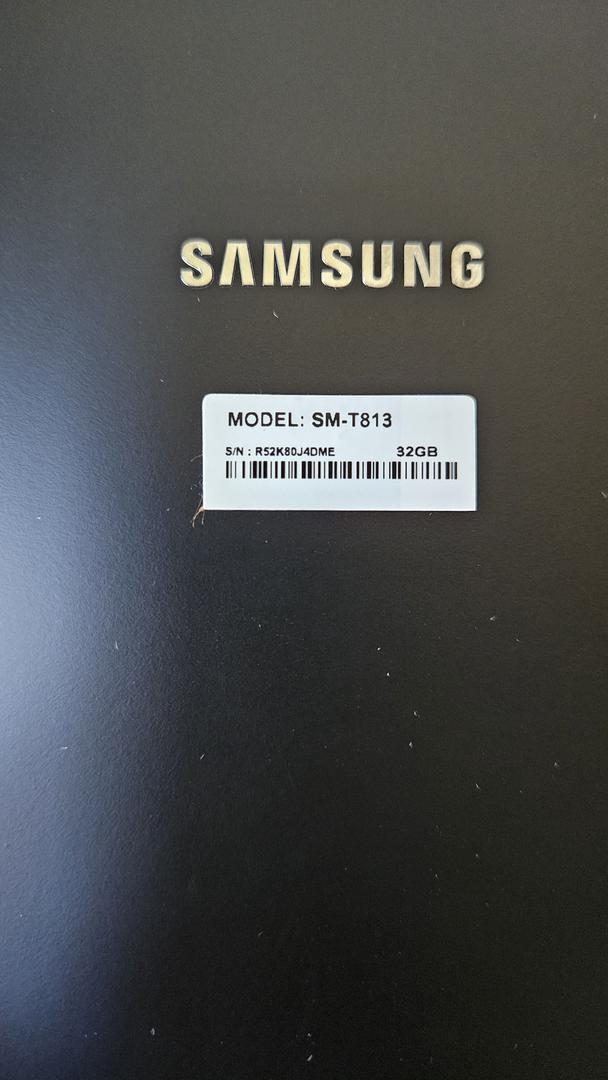 SAMSUNG
MODEL: SM-T813
S/N : R52K80J4DME 32GB